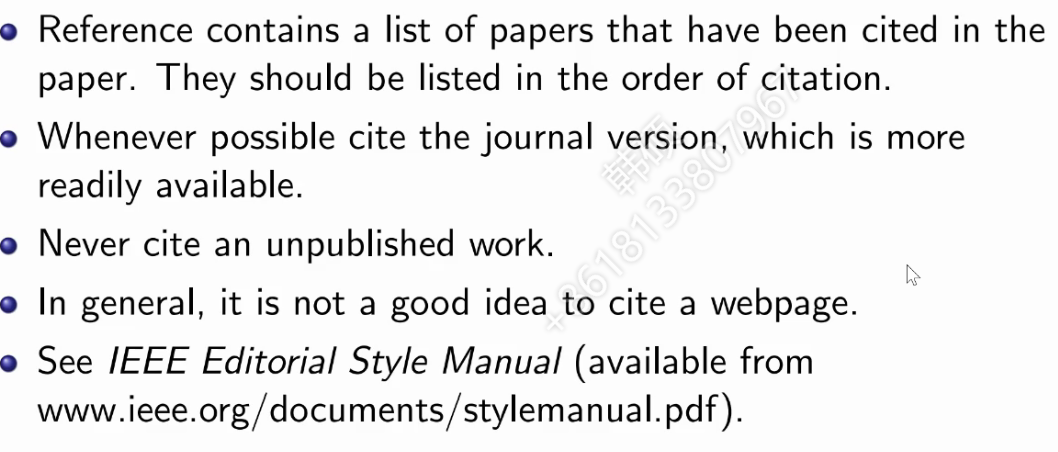 Reference contains a list of papers that have been cited in the
paper. They should be listed in the order of citation.
Whenever possible cite the journal version, which is more
readily available.
Never cite an unpublished work.
In general, it is not a good idea to cite a webpage.
See IEEE Editorial Style Manual (available from
www.ieee.org/documents/stylemanual.pdf).